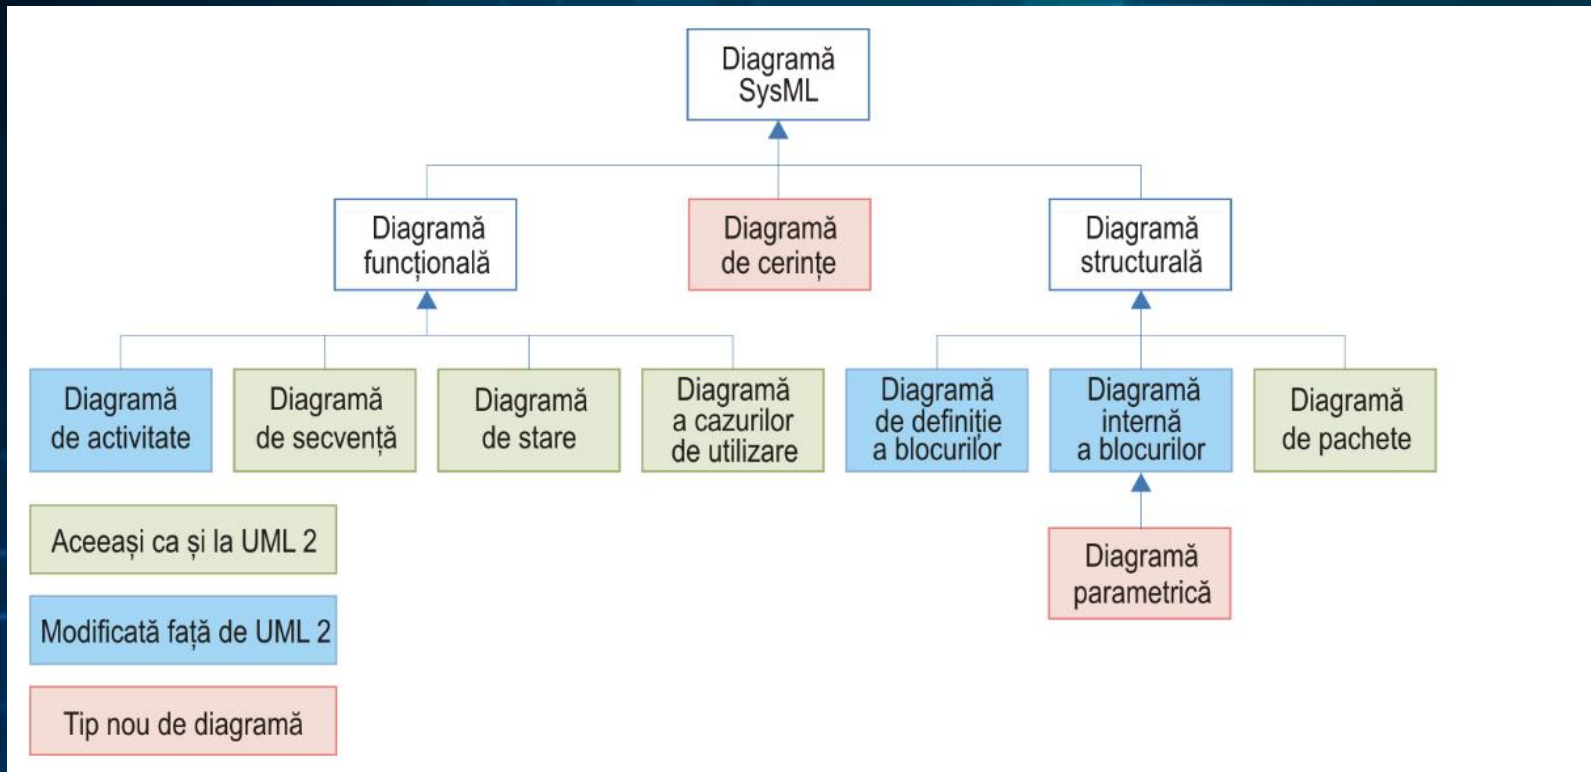 Diagramă
SysML
Diagramă
funcțională
Diagramă
de cerințe
Diagramă
structurală
Diagramă
de activitate
Diagramă
de secvență
Diagramă
de stare
Diagramă
a cazurilor
de utilizare
Diagramă
de definiție
a blocurilor
Diagramă
internă
a blocurilor
Diagramă
de pachete
Aceeași ca și la UML 2
Diagramă
parametrică
Modificată față de UML 2
Tip nou de diagramă